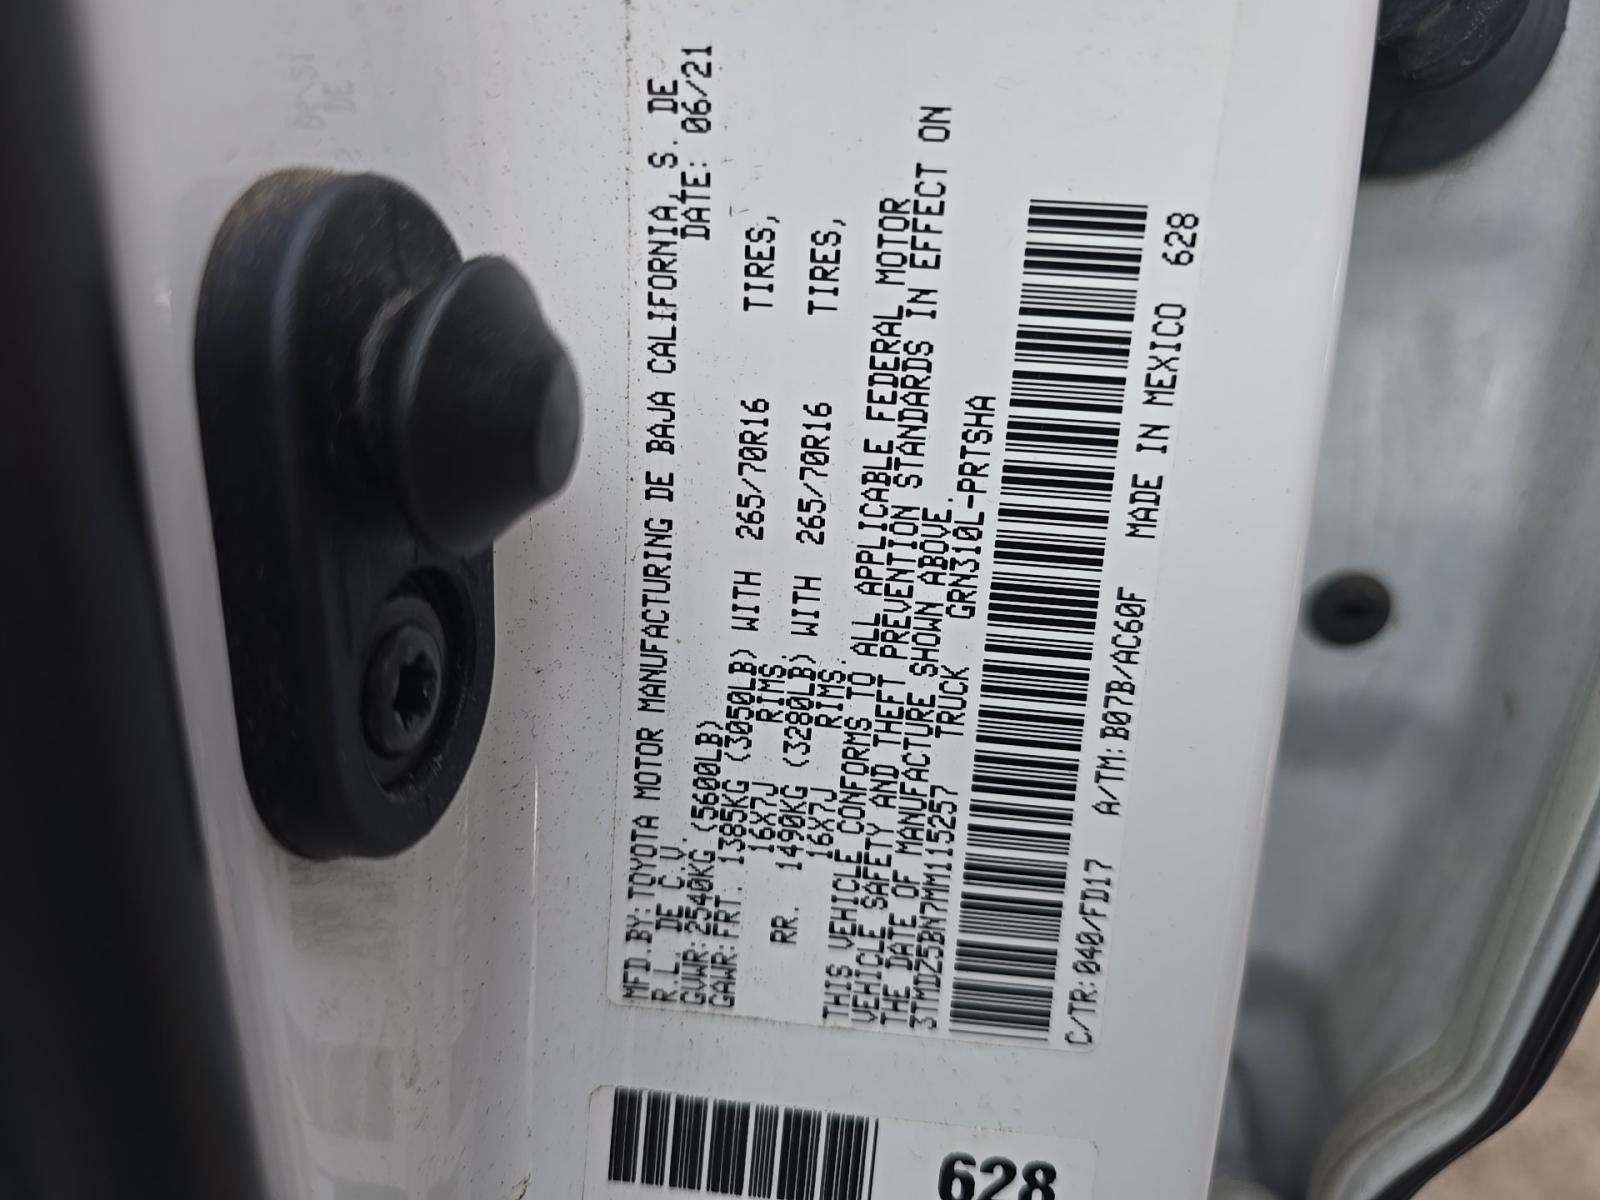 MFD.BY:TOYOTA MOTOR MANUFACTURING DE BAJA CALIFORNIA, S. DE
R.L. DE C.V. DATE: 06/21
GVWR:2540KG (5600LB)
GAWR:FRT. 1385KG (3050LB) WITH 265/70R16 TIRES,
16X7J RIMS,
RR. 1490KG (3280LB) WITH 265/70R16 TIRES,
16X7J RIMS.
THIS VEHICLE CONFORMS TO ALL APPLICABLE FEDERAL MOTOR
VEHICLE SAFETY AND THEFT PREVENTION STANDARDS IN EFFECT ON
THE DATE OF MANUFACTURE SHOWN ABOVE.
3TMDZ5BN7MM115257 TRUCK GRN310L-PRTSHA
C/TR:040/FD17 A/TM:B07B/AC60F MADE IN MEXICO 628
628